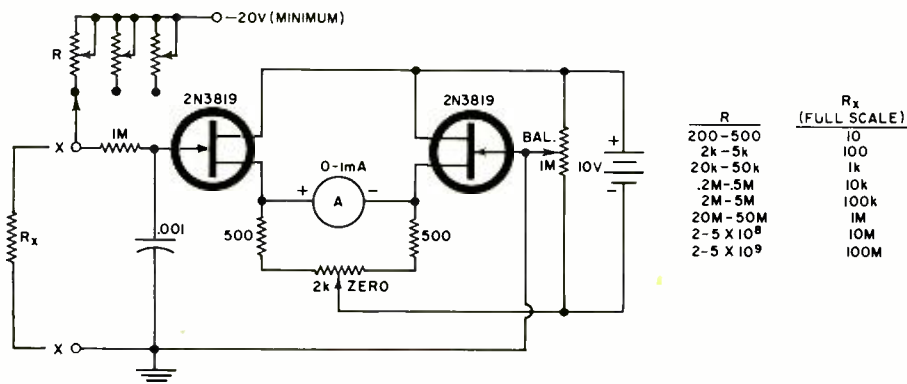 −20V (MINIMUM)
R
2N3819
2N3819
X
1M
BAL.
1M
+
10V
−
0-1mA
+
A
−
RX
.001
500
500
2k
ZERO
X
R
RX
(FULL SCALE)
200-500 10
2k-5k 100
20k-50k 1k
.2M-.5M 10k
2M-5M 100k
20M-50M 1M
2-5 X 10⁸ 10M
2-5 X 10⁹ 100M